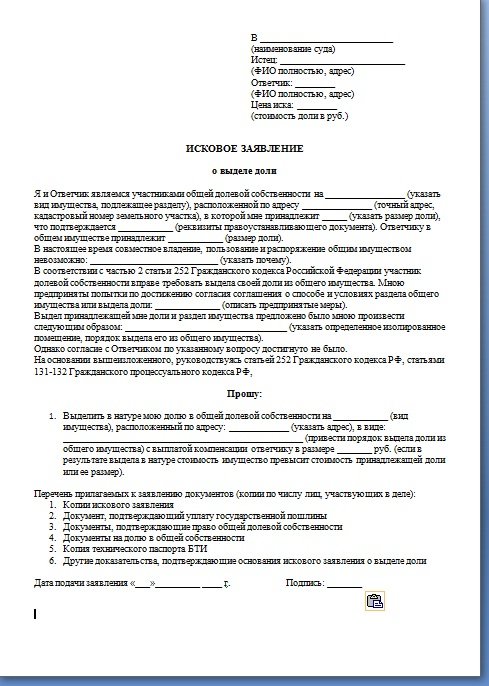 В ____________________________
(наименование суда)
Истец: __________________________
(ФИО полностью, адрес)
Ответчик: ________
(ФИО полностью, адрес)
Цена иска: ________
(стоимость доли в руб.)
ИСКОВОЕ ЗАЯВЛЕНИЕ
о выделе доли
Я и Ответчик являемся участниками общей долевой собственности на ________________ (указать
вид имущества, подлежащее разделу), расположенной по адресу ______________ (точный адрес,
кадастровый номер земельного участка), в которой мне принадлежит _____ (указать размер доли),
что подтверждается ___________ (реквизиты правоустанавливающего документа). Ответчику в
общем имуществе принадлежит ___________ (размер доли).
В настоящее время совместное владение, пользование и распоряжение общим имуществом
невозможно: _________________________ (указать почему).
В соответствии с частью 2 статьи 252 Гражданского кодекса Российской Федерации участник
долевой собственности вправе требовать выдела своей доли из общего имущества. Мною
предприняты попытки по достижению согласия соглашения о способе и условиях раздела общего
имущества или выдела доли: _____________ (описать предпринятые меры).
Выдел принадлежащей мне доли и раздел имущества предложено было мною произвести
следующим образом: ________________________________ (указать определенное изолированное
помещение, порядок выдела его из общего имущества).
Однако согласие с Ответчиком по указанному вопросу достигнуто не было.
На основании вышеизложенного, руководствуясь статьей 252 Гражданского кодекса РФ, статьями
131-132 Гражданского процессуального кодекса РФ,
Прошу:
1. Выделить в натуре мою долю в общей долевой собственности на ___________ (вид
имущества), расположенный по адресу: ____________ (указать адрес), в виде:
________________________________________________ (привести порядок выдела доли из
общего имущества) с выплатой компенсации ответчику в размере _______ руб. (если в
результате выдела в натуре стоимость имущество превысит стоимость принадлежащей доли
или ее размер).
Перечень прилагаемых к заявлению документов (копии по числу лиц, участвующих в деле):
1. Копии искового заявления
2. Документ, подтверждающий уплату государственной пошлины
3. Документы, подтверждающие право общей долевой собственности
4. Документы на долю в общей собственности
5. Копия технического паспорта БТИ
6. Другие доказательства, подтверждающие основания искового заявления о выделе доли
Дата подачи заявления «___»_________ ____ г. Подпись: _______